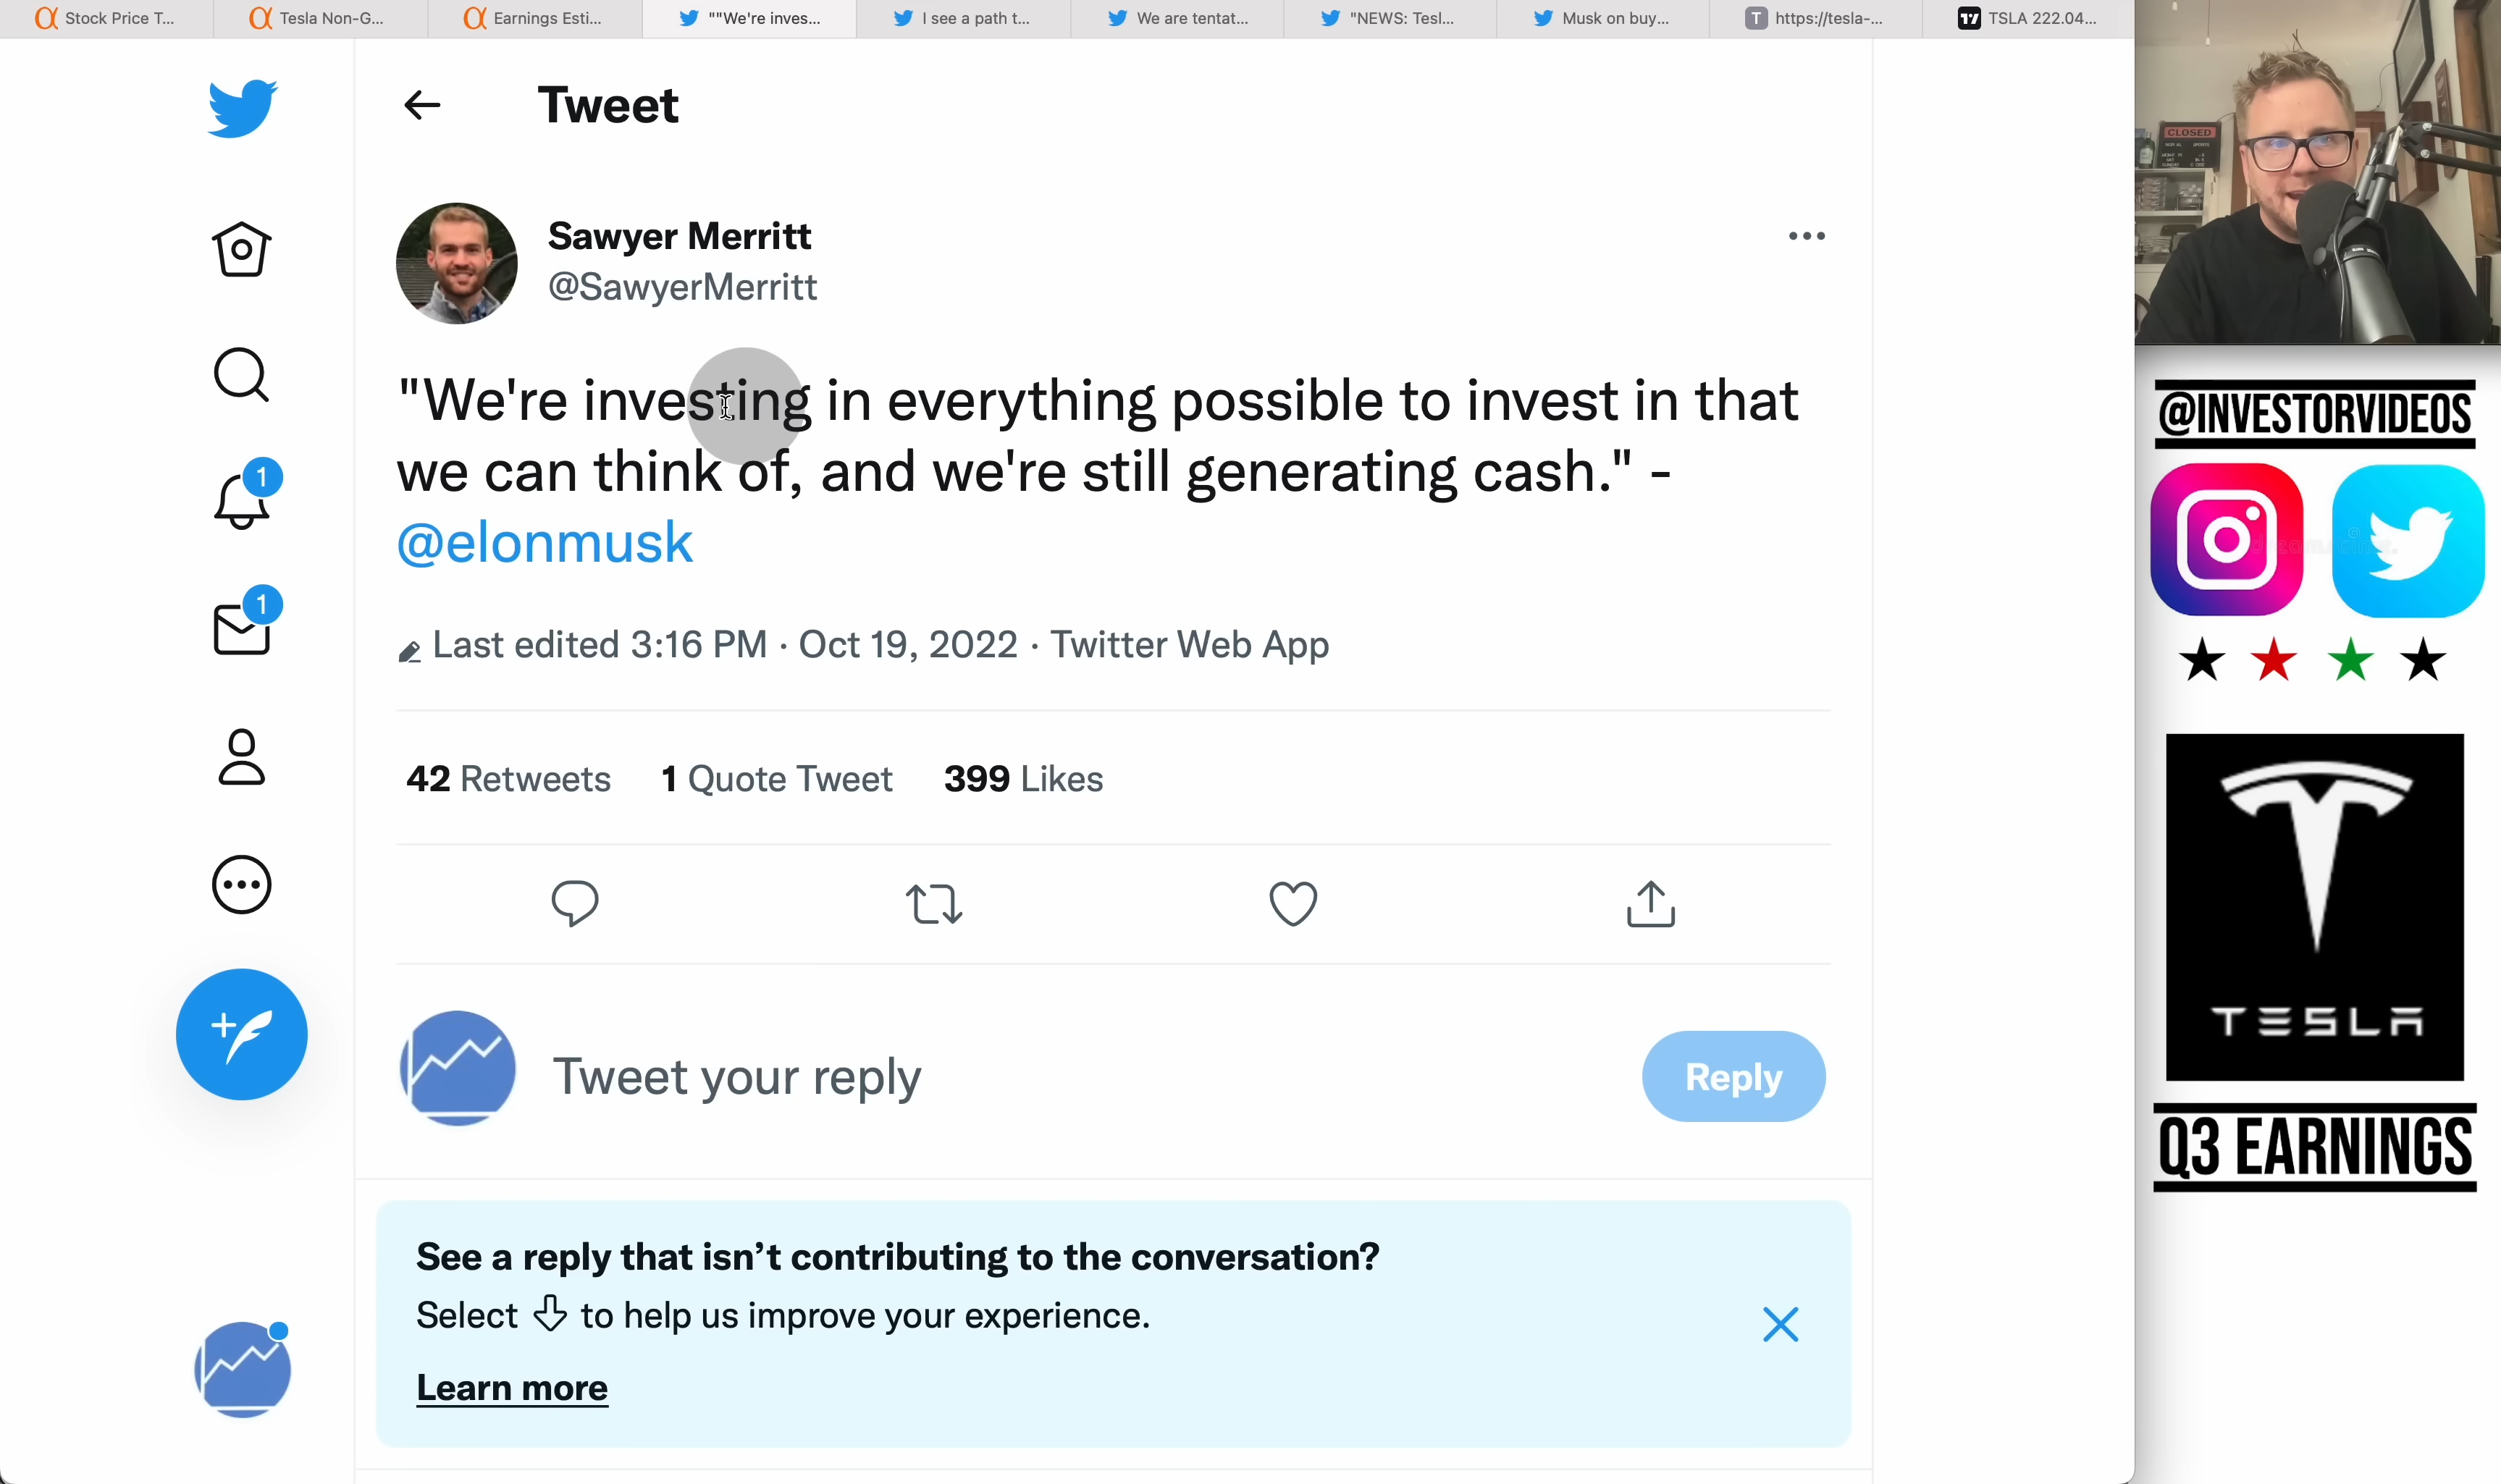 Stock Price T...
Tesla Non-G...
Earnings Esti...
""We're inves...
I see a path t...
We are tentat...
"NEWS: Tesl...
Musk on buy...
T
https://tesla-...
TSLA 222.04...
Tweet
Sawyer Merritt
@SawyerMerritt
"We're investing in everything possible to invest in that
we can think of, and we're still generating cash." -
@elonmusk
Last edited 3:16 PM · Oct 19, 2022 · Twitter Web App
42 Retweets 1 Quote Tweet 399 Likes
1
1
Tweet your reply
Reply
See a reply that isn’t contributing to the conversation?
Select to help us improve your experience.
Learn more
CLOSED
@INVESTORVIDEOS
TESLA
Q3 EARNINGS